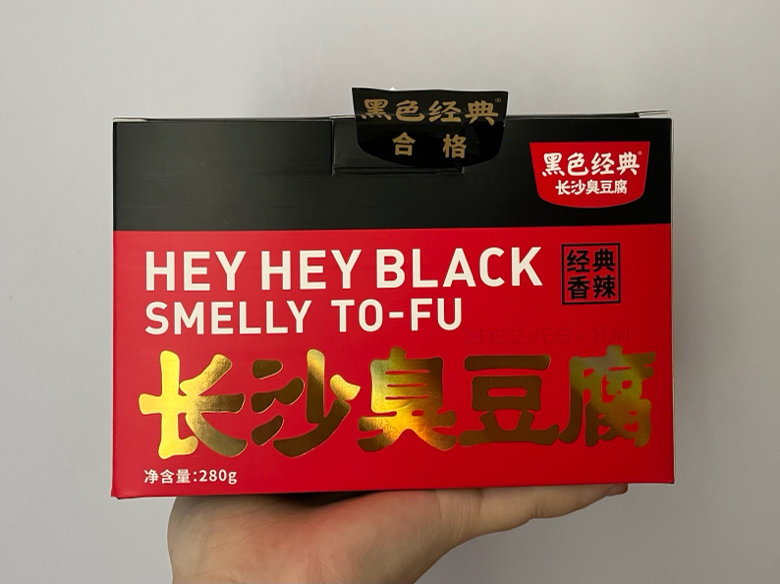 黑色经典®
合格
黑色经典®
长沙臭豆腐
HEY HEY BLACK
SMELLY TO-FU
经典
香辣
长沙臭豆腐
净含量:280g